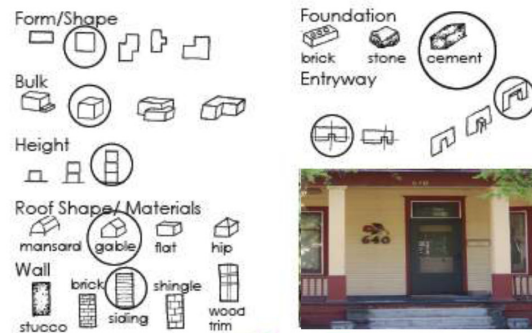 Form/Shape
Bulk
Height
Roof Shape/ Materials
mansard gable flat hip
Wall
stucco brick siding shingle wood
trim
Foundation
brick stone cement
Entryway
640